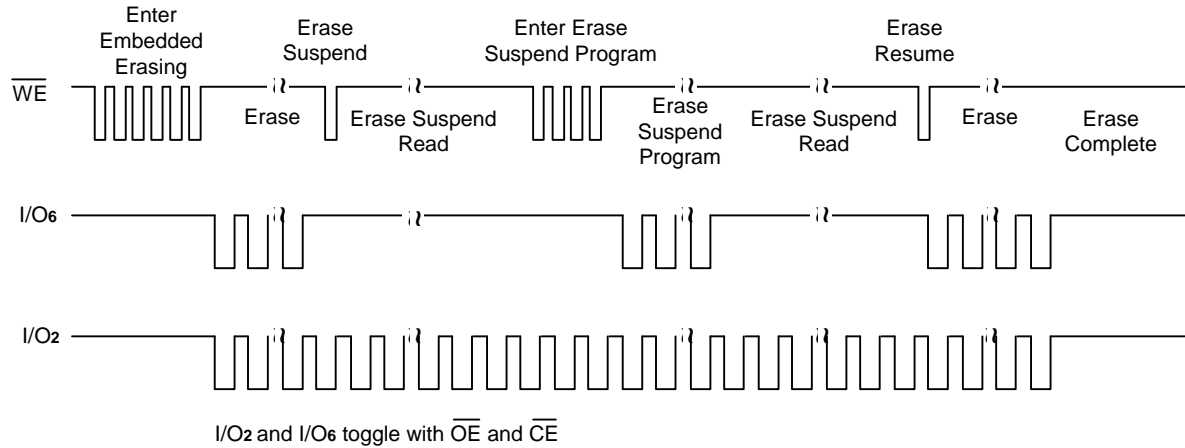 Enter
Embedded
Erasing
Erase
Suspend
Enter Erase
Suspend Program
Erase
Resume
WE
Erase
Erase Suspend
Read
Erase
Suspend
Program
Erase Suspend
Read
Erase
Erase
Complete
I/O6
I/O2
I/O2 and I/O6 toggle with OE and CE